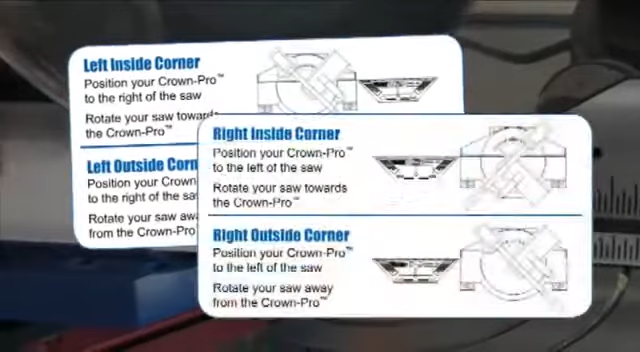 Left Inside Corner
Position your Crown-Pro™
to the right of the saw
Rotate your saw towards
the Crown-Pro™
Left Outside Corn
Position your Crown
to the right of the sa
Rotate your saw aw
from the Crown-Pro
Right Inside Corner
Position your Crown-Pro™
to the left of the saw
Rotate your saw towards
the Crown-Pro™
Right Outside Corner
Position your Crown-Pro™
to the left of the saw
Rotate your saw away
from the Crown-Pro™